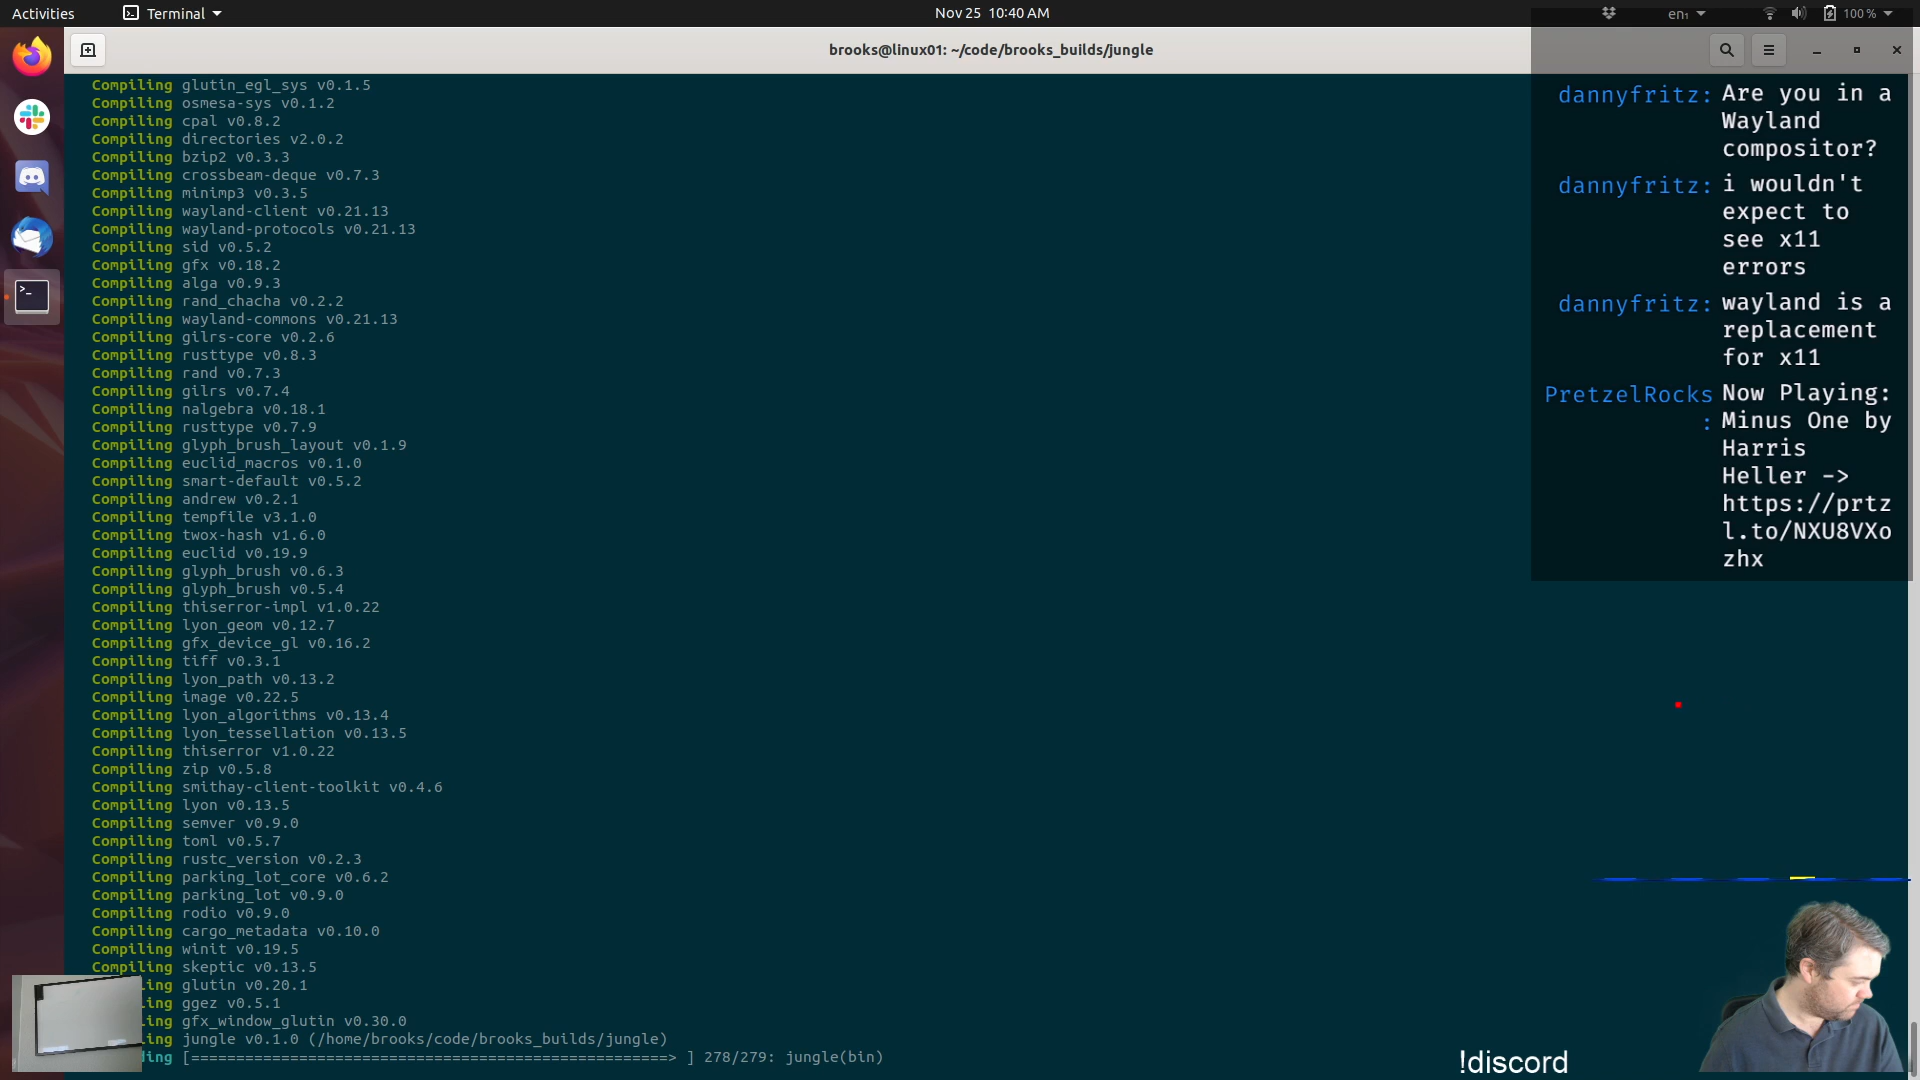 Activities
Terminal
Nov 25 10:40 AM
en₁
100 %
brooks@linux01: ~/code/brooks_builds/jungle
Compiling glutin_egl_sys v0.1.5
Compiling osmesa-sys v0.1.2
Compiling cpal v0.8.2
Compiling directories v2.0.2
Compiling bzip2 v0.3.3
Compiling crossbeam-deque v0.7.3
Compiling minimp3 v0.3.5
Compiling wayland-client v0.21.13
Compiling wayland-protocols v0.21.13
Compiling sid v0.5.2
Compiling gfx v0.18.2
Compiling alga v0.9.3
Compiling rand_chacha v0.2.2
Compiling wayland-commons v0.21.13
Compiling gilrs-core v0.2.6
Compiling rusttype v0.8.3
Compiling rand v0.7.3
Compiling gilrs v0.7.4
Compiling nalgebra v0.18.1
Compiling rusttype v0.7.9
Compiling glyph_brush_layout v0.1.9
Compiling euclid_macros v0.1.0
Compiling smart-default v0.5.2
Compiling andrew v0.2.1
Compiling tempfile v3.1.0
Compiling twox-hash v1.6.0
Compiling euclid v0.19.9
Compiling glyph_brush v0.6.3
Compiling glyph_brush v0.5.4
Compiling thiserror-impl v1.0.22
Compiling lyon_geom v0.12.7
Compiling gfx_device_gl v0.16.2
Compiling tiff v0.3.1
Compiling lyon_path v0.13.2
Compiling image v0.22.5
Compiling lyon_algorithms v0.13.4
Compiling lyon_tessellation v0.13.5
Compiling thiserror v1.0.22
Compiling zip v0.5.8
Compiling smithay-client-toolkit v0.4.6
Compiling lyon v0.13.5
Compiling semver v0.9.0
Compiling toml v0.5.7
Compiling rustc_version v0.2.3
Compiling parking_lot_core v0.6.2
Compiling parking_lot v0.9.0
Compiling rodio v0.9.0
Compiling cargo_metadata v0.10.0
Compiling winit v0.19.5
Compiling skeptic v0.13.5
ling glutin v0.20.1
ling ggez v0.5.1
ling gfx_window_glutin v0.30.0
ling jungle v0.1.0 (/home/brooks/code/brooks_builds/jungle)
ding [=====================================================> ] 278/279: jungle(bin)
dannyfritz: Are you in a
Wayland
compositor?
dannyfritz: i wouldn't
expect to
see x11
errors
dannyfritz: wayland is a
replacement
for x11
PretzelRocks Now Playing:
: Minus One by
Harris
Heller ->
https://prtz
l.to/NXU8VXo
zhx
!discord